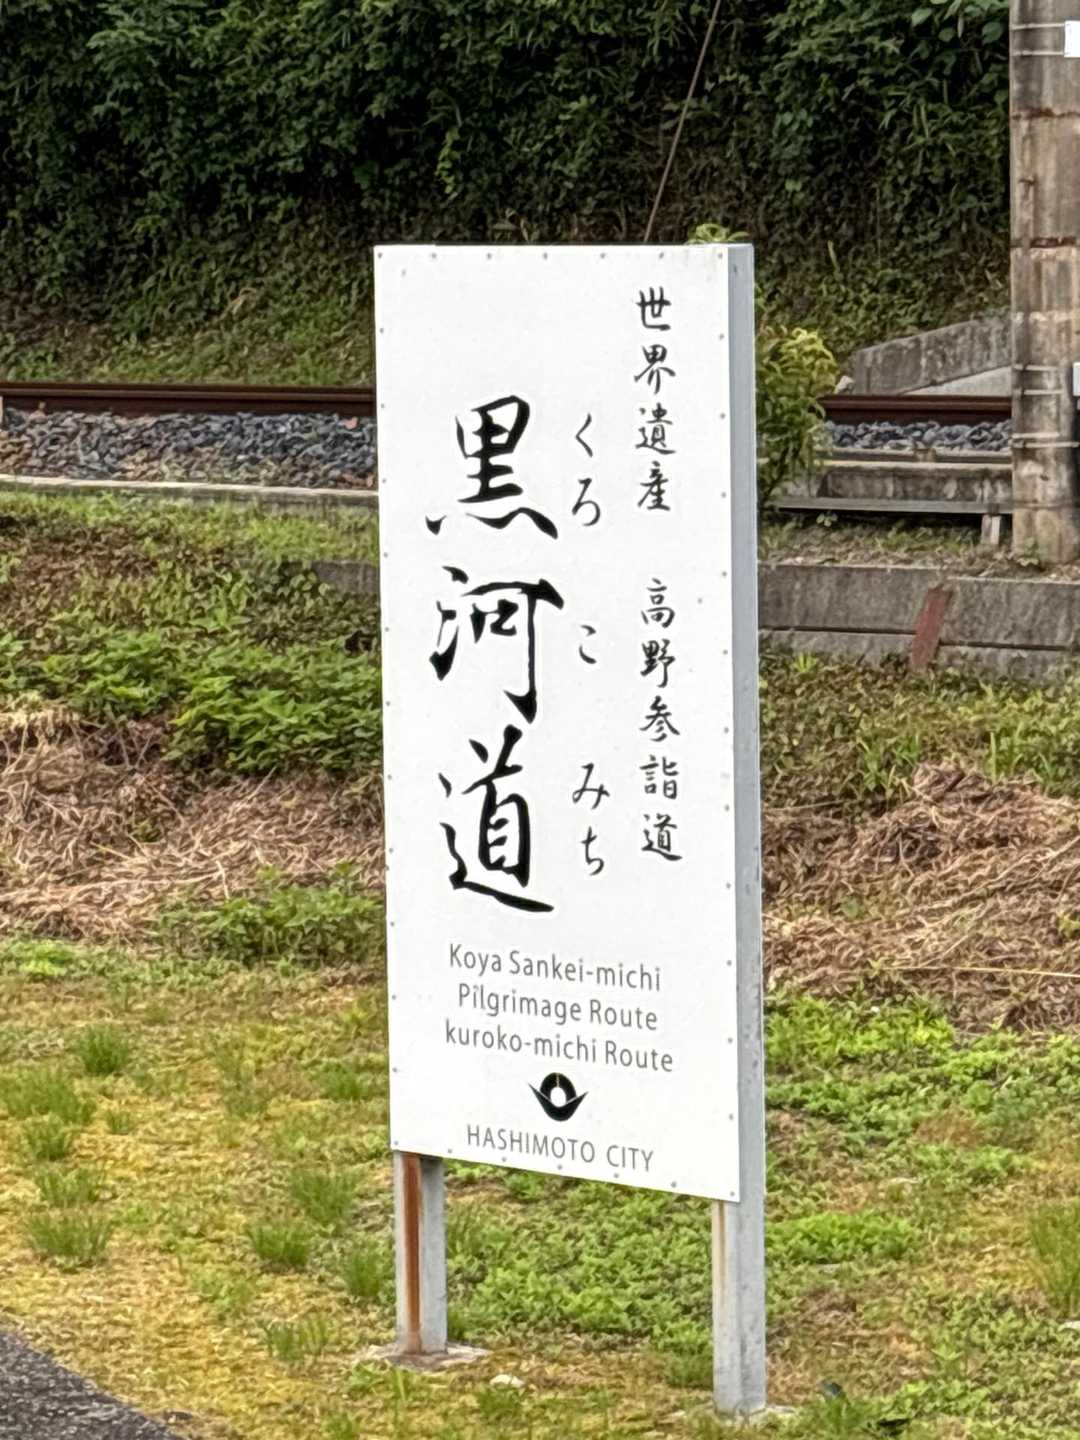 世界遺産 高野参詣道
くろ こ みち
黒河道
Koya Sankei-michi
Pilgrimage Route
kuroko-michi Route
HASHIMOTO CITY